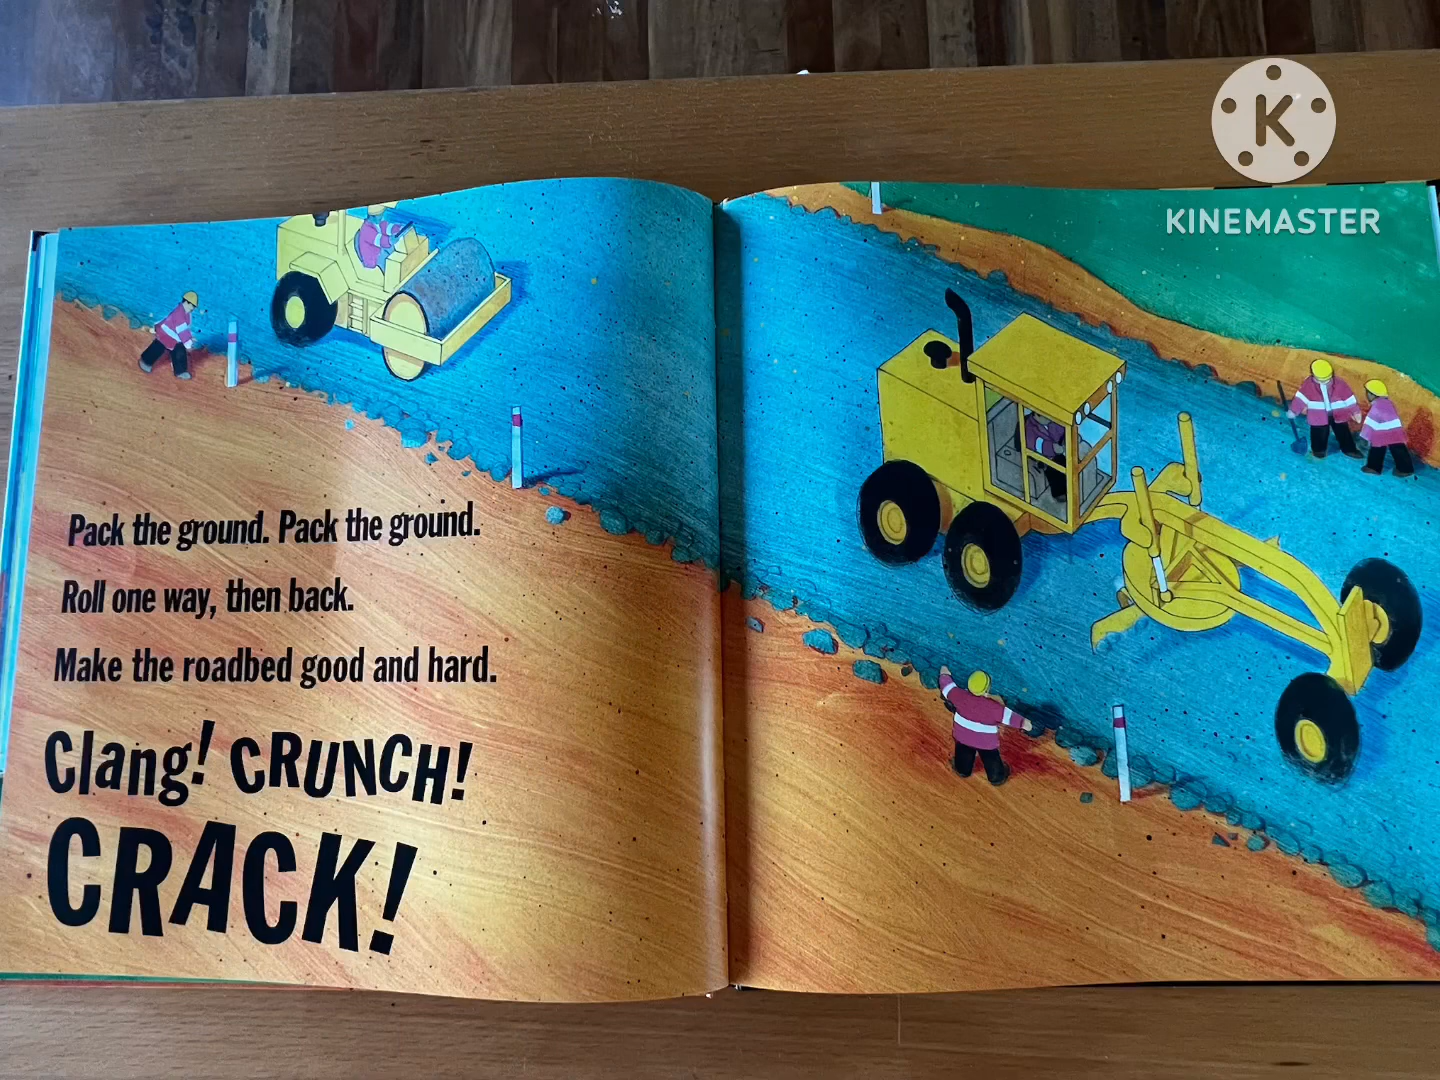 K
KINEMASTER
Pack the ground. Pack the ground.
Roll one way, then back.
Make the roadbed good and hard.
Clang! CRUNCH!
CRACK!